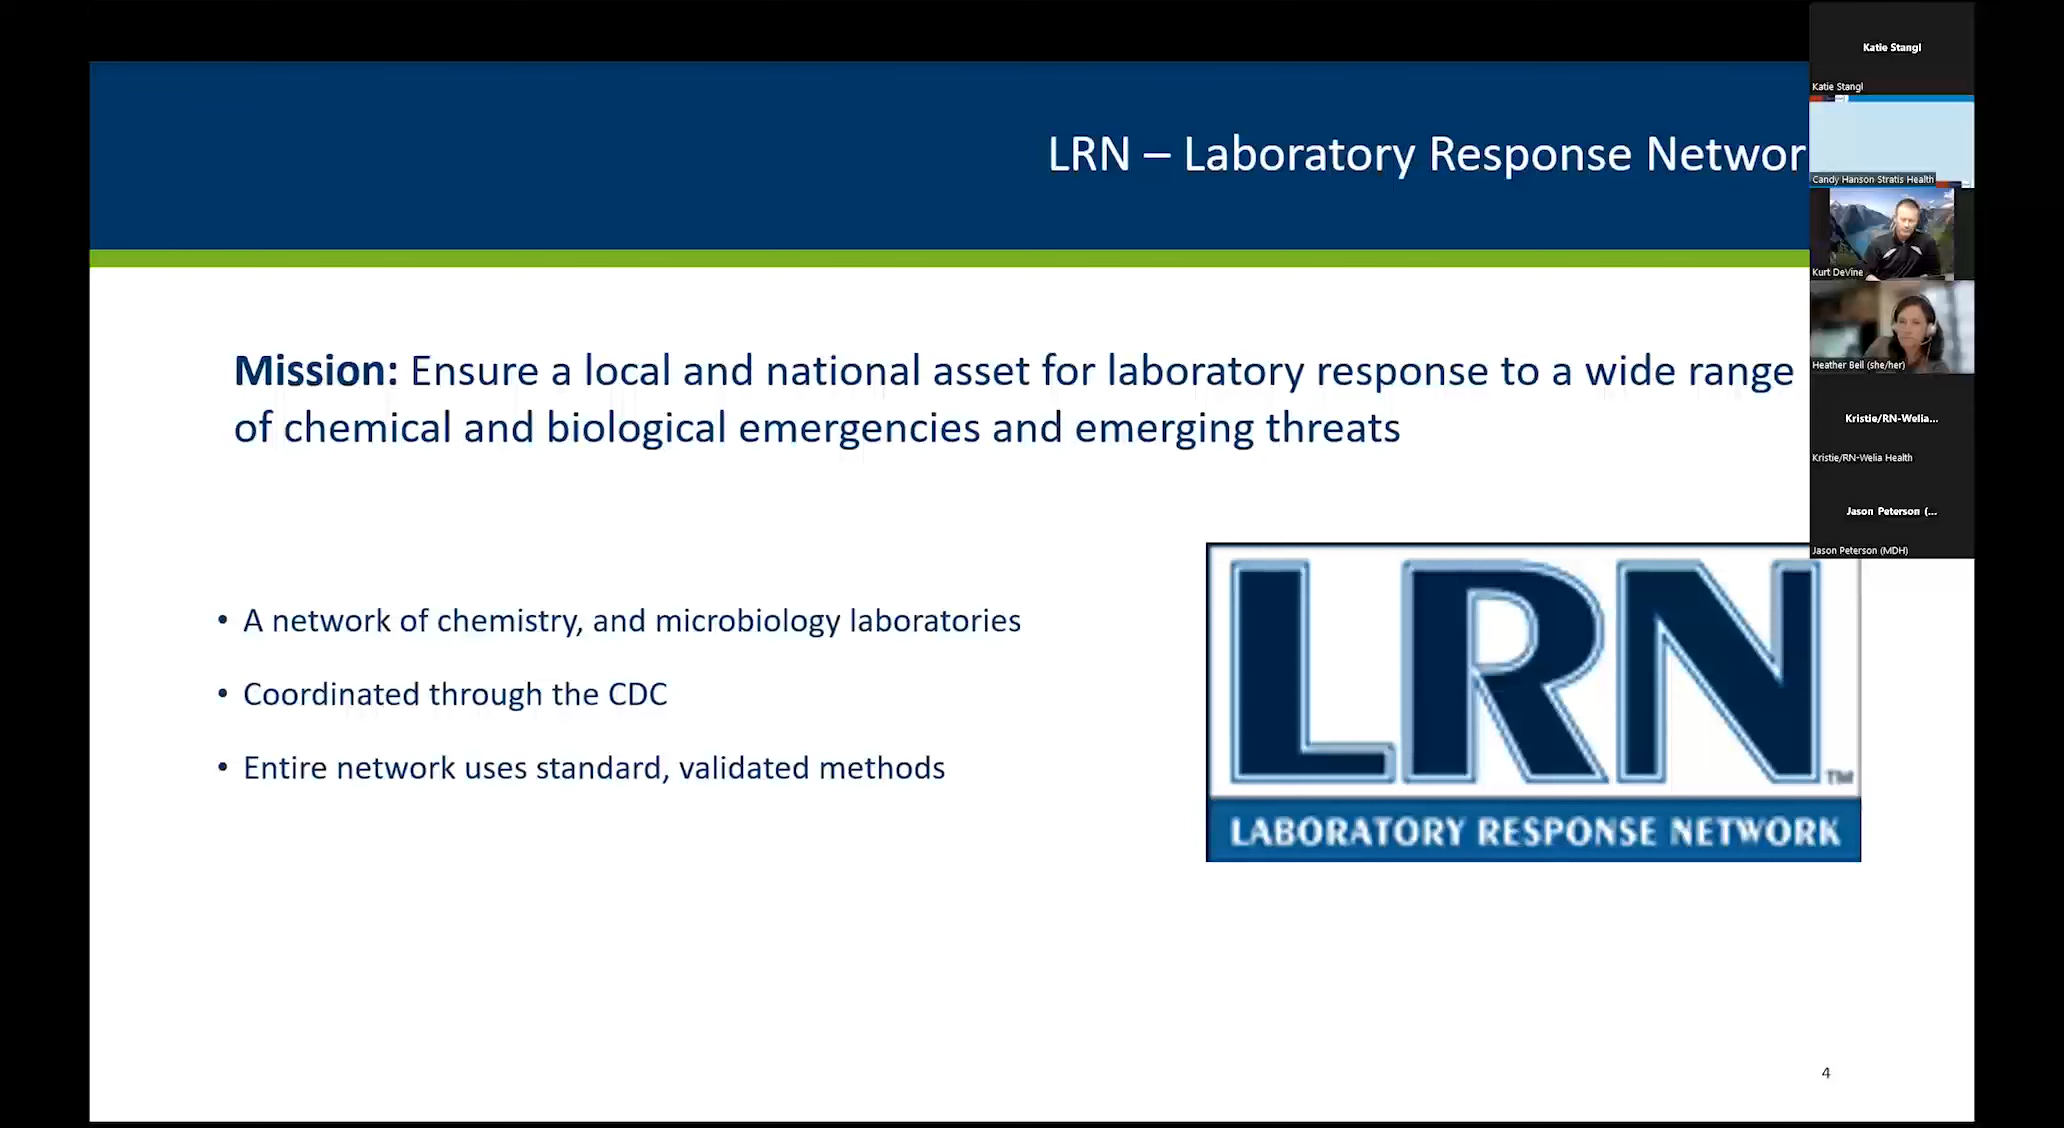 LRN – Laboratory Response Networ
Mission: Ensure a local and national asset for laboratory response to a wide range
of chemical and biological emergencies and emerging threats
• A network of chemistry, and microbiology laboratories
• Coordinated through the CDC
• Entire network uses standard, validated methods
LRN™
LABORATORY RESPONSE NETWORK
4
Katie Stangl
Katie Stangl
Candy Hanson Stratis Health
Kurt DeVine
Heather Bell (she/her)
Kristie/RN-Welia...
Kristie/RN-Welia Health
Jason Peterson (...
Jason Peterson (MDH)